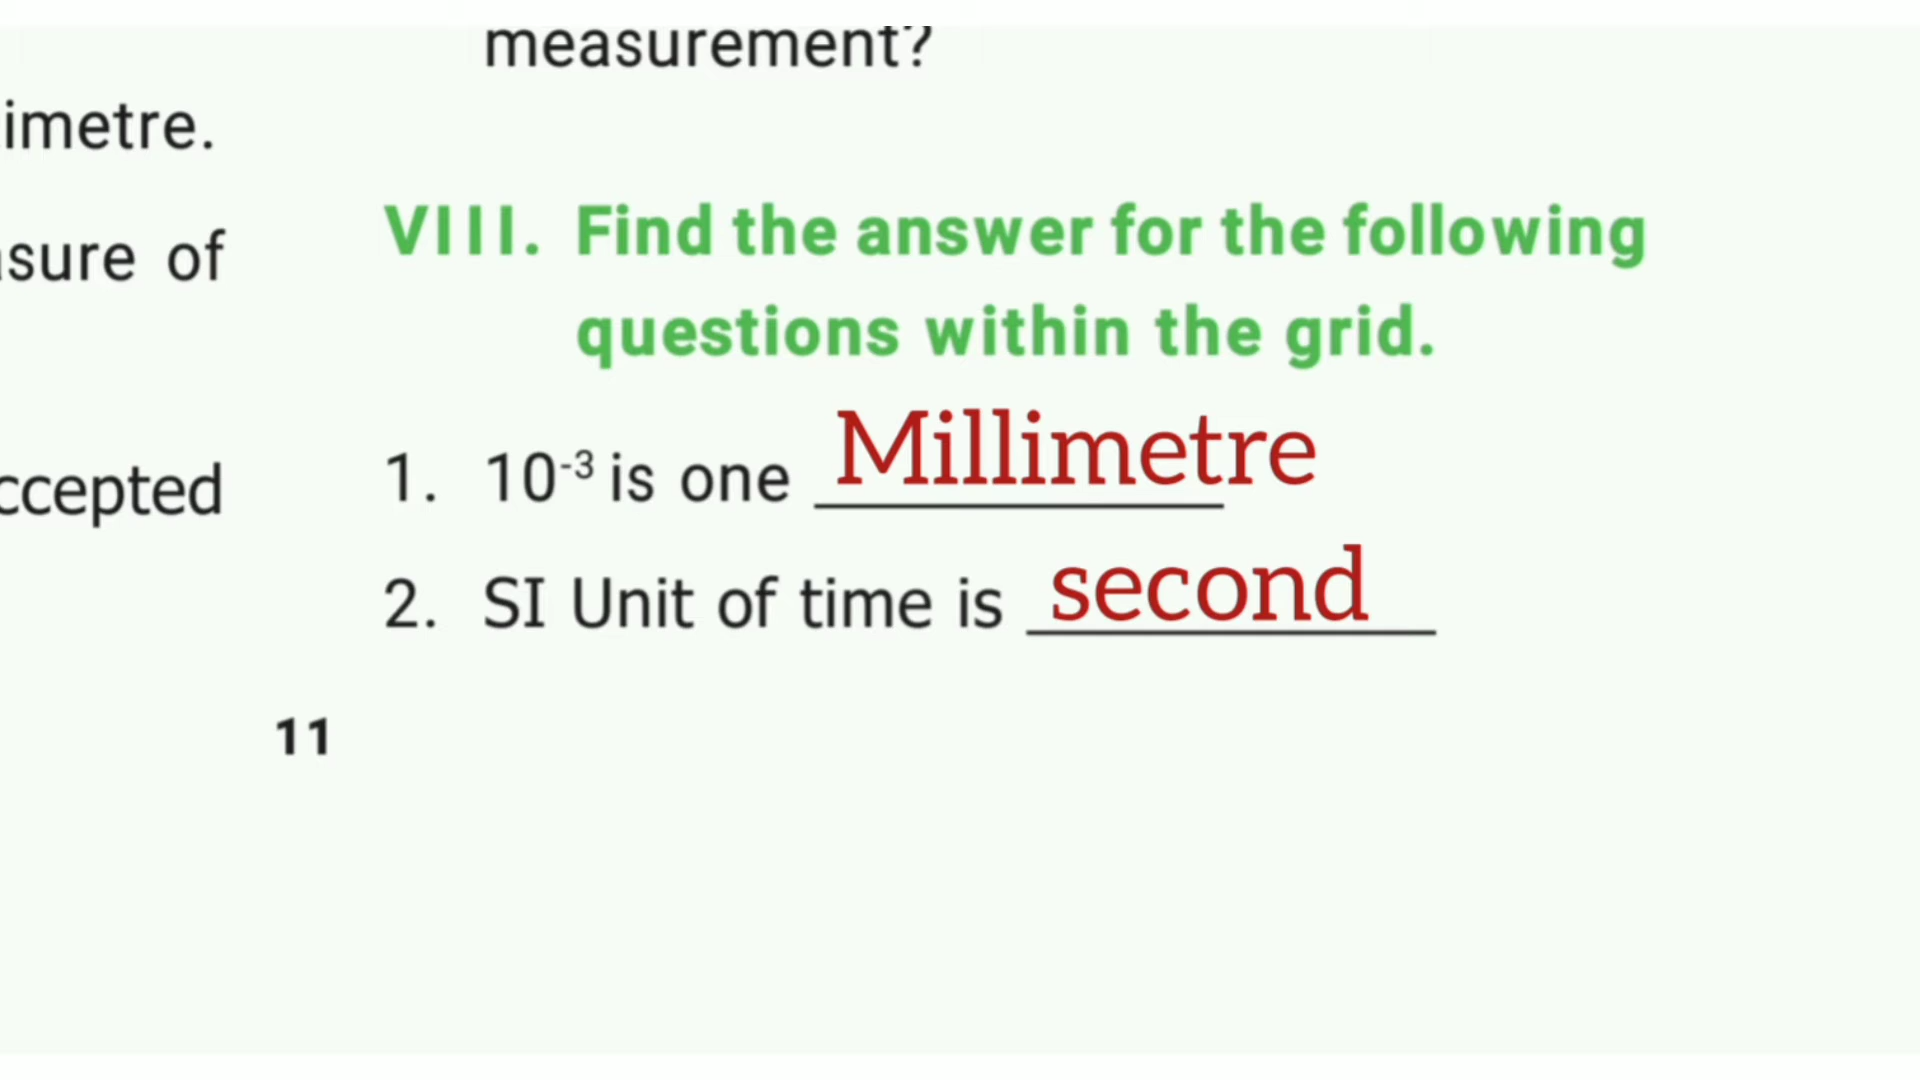 measurement?
imetre.
sure of
VIII. Find the answer for the following
questions within the grid.
ccepted
1. 10⁻³ is one Millimetre
2. SI Unit of time is second
11